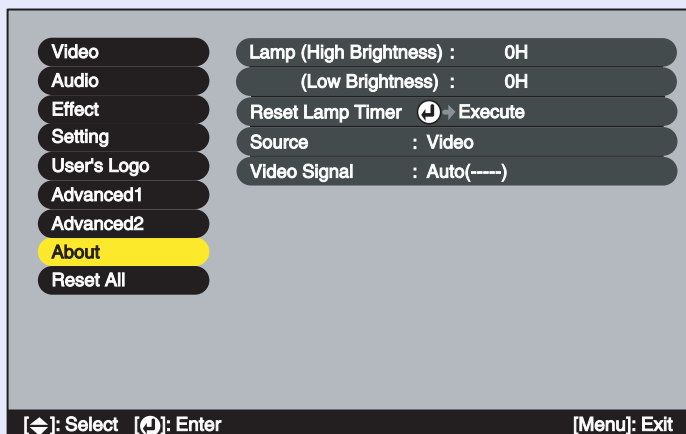 Video
Audio
Effect
Setting
User's Logo
Advanced1
Advanced2
About
Reset All
Lamp (High Brightness) : 0H
(Low Brightness) : 0H
Reset Lamp Timer Execute
Source : Video
Video Signal : Auto(-----)
[ ]: Select [ ]: Enter [Menu]: Exit